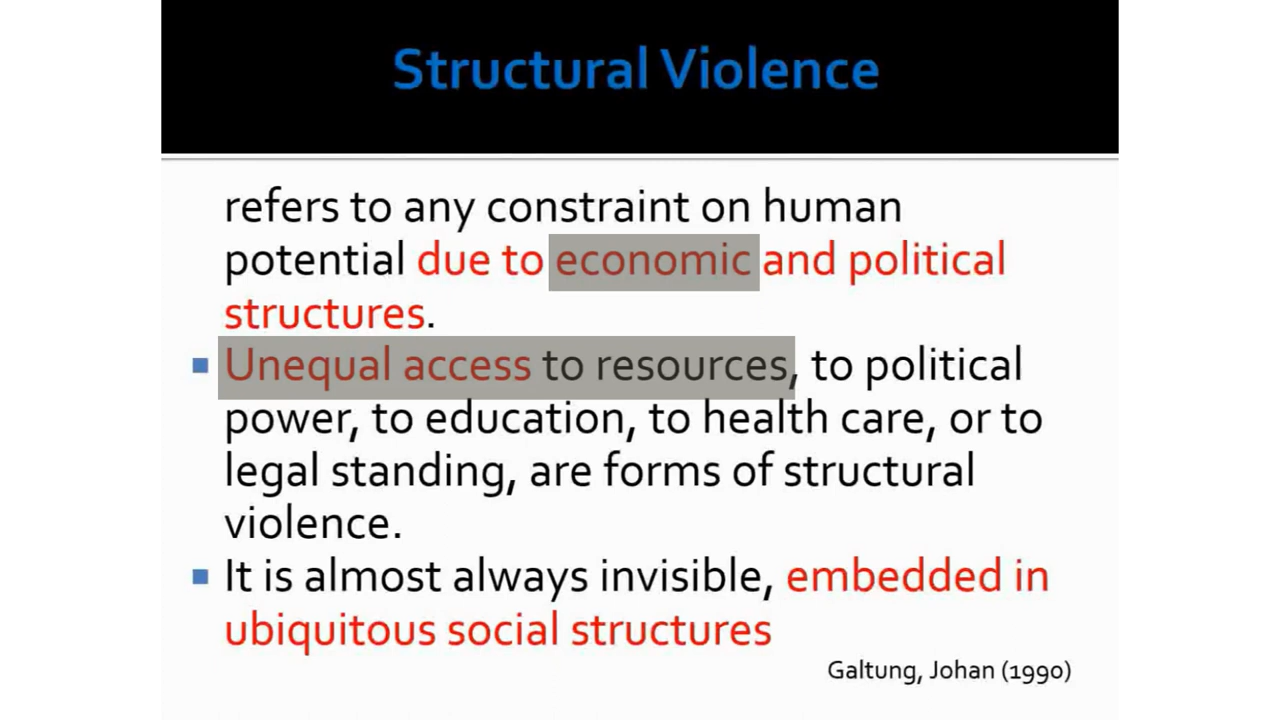 Structural Violence
refers to any constraint on human
potential due to economic and political
structures.
Unequal access to resources, to political
power, to education, to health care, or to
legal standing, are forms of structural
violence.
It is almost always invisible, embedded in
ubiquitous social structures
Galtung, Johan (1990)